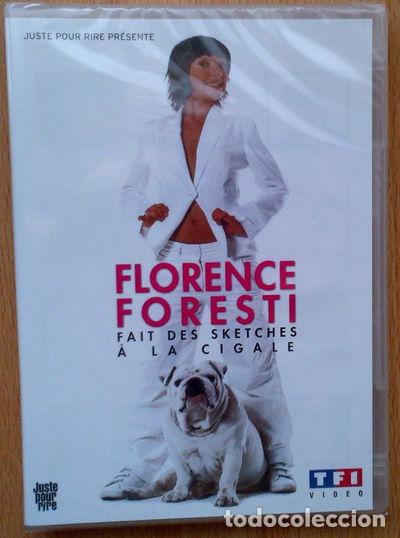 JUSTE POUR RIRE PRÉSENTE
FLORENCE
FORESTI
FAIT DES SKETCHES
À LA CIGALE
Juste
pour
rire
TF1
VIDEO
todocoleccion